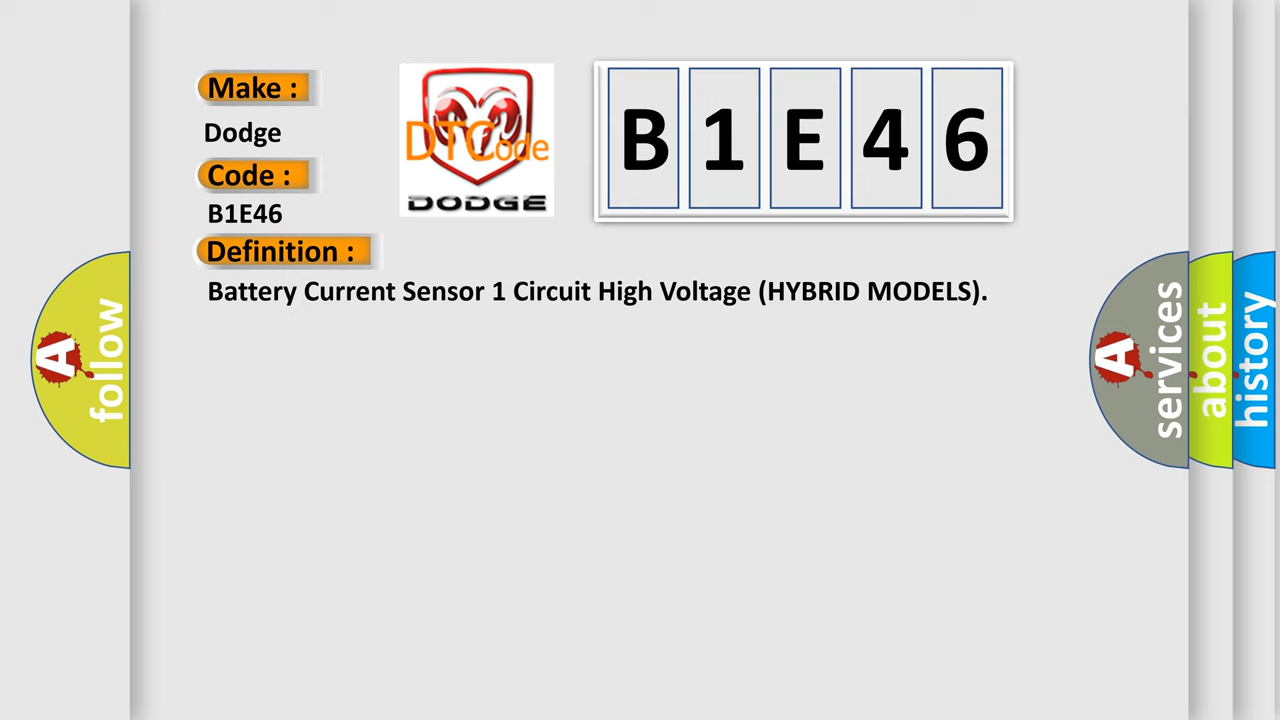 Make :
Dodge
Code :
B1E46
Definition :
Battery Current Sensor 1 Circuit High Voltage (HYBRID MODELS).
DTCode
DODGE
B 1 E 4 6
A follow
A services
about
history